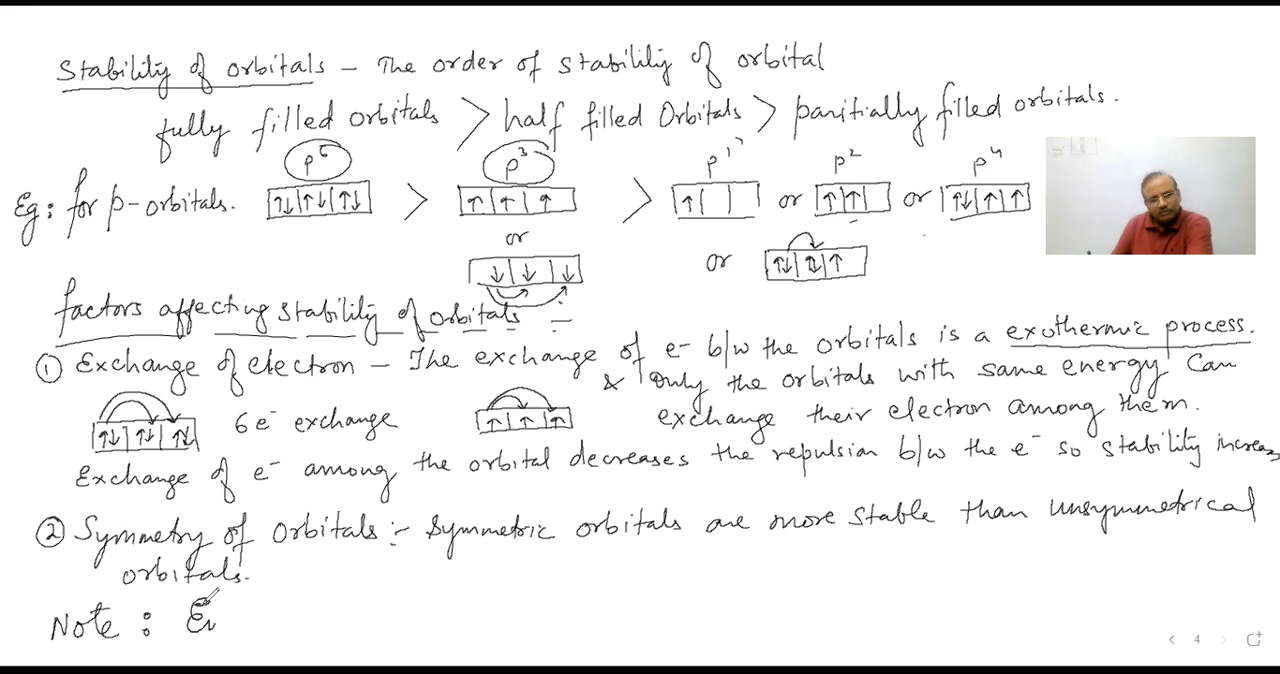 Stability of orbitals – The order of stability of orbital
fully filled orbitals > half filled Orbitals > paritially filled orbitals.
p6 p3 p1 p2 p4
Eg: for p-orbitals. ↑↓|↑↓|↑↓ > ↑|↑|↑ > ↑| | or ↑|↑| or ↑↓|↑|↑
or
↓|↓|↓ or ↑↓|↑↓|↑
factors affecting stability of orbitals :-
① Exchange of electron – The exchange of e⁻ b/w the orbitals is a exothermic process.
& Only the orbitals with same energy can
↑↓|↑↓|↑↓ 6e⁻ exchange ↑|↑|↑ exchange their electron among them.
Exchange of e⁻ among the orbital decreases the repulsion b/w the e⁻ so stability increases
② Symmetry of orbitals :- Symmetric orbitals are more stable than unsymmetrical
orbitals.
Note :
4